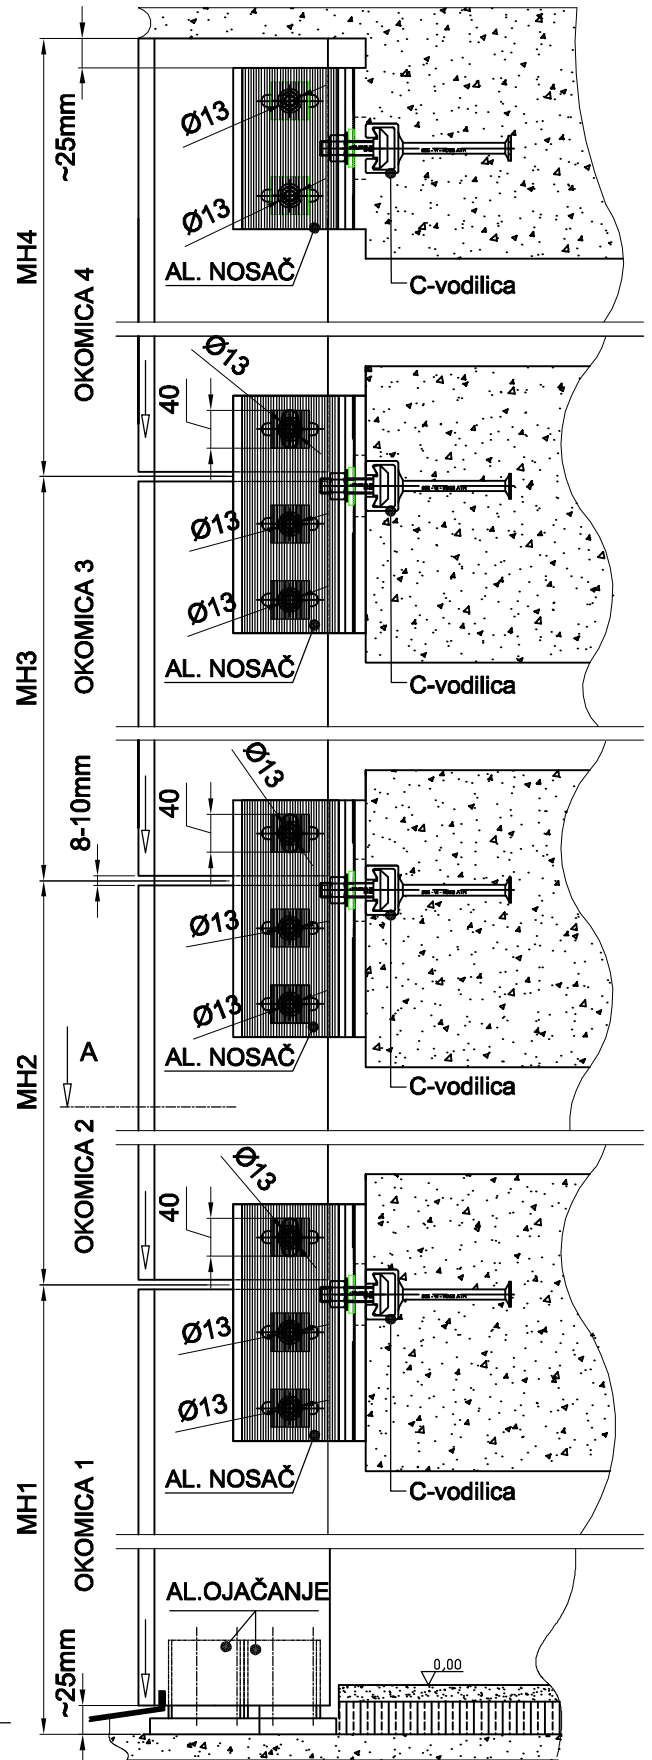 ~25mm
MH4
Ø13
Ø13
AL. NOSAČ
C-vodilica
OKOMICA 4
40
Ø13
Ø13
Ø13
AL. NOSAČ
C-vodilica
OKOMICA 3
MH3
8-10mm
40
Ø13
Ø13
Ø13
AL. NOSAČ
C-vodilica
A
MH2
OKOMICA 2
40
Ø13
Ø13
Ø13
AL. NOSAČ
C-vodilica
OKOMICA 1
MH1
AL.OJAČANJE
~25mm
0,00